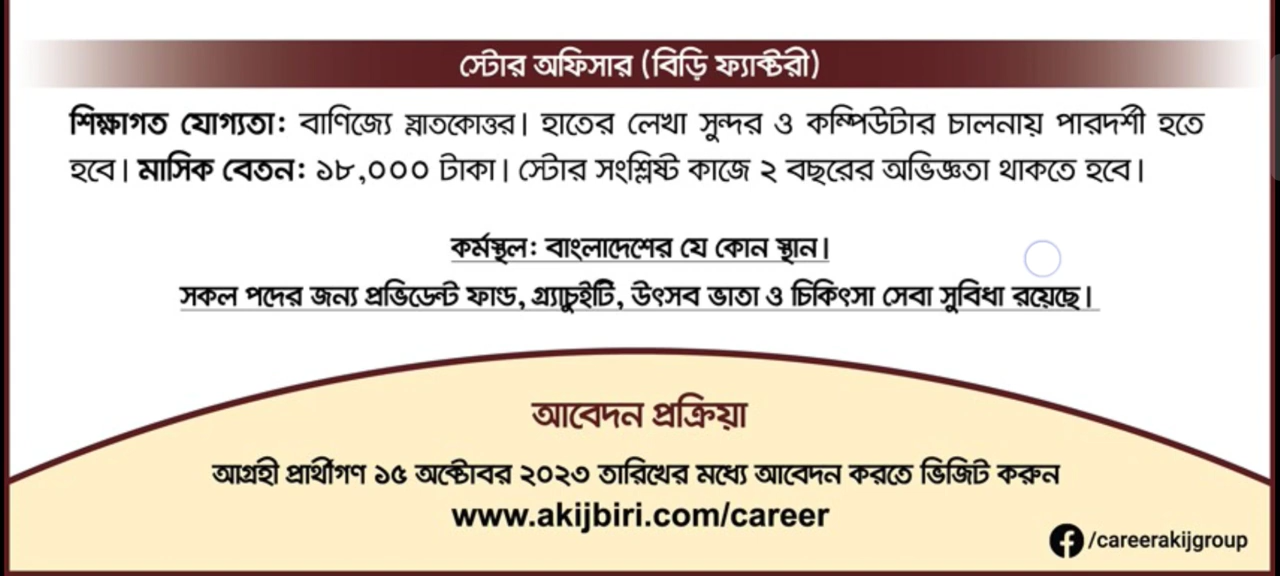 স্টোর অফিসার (বিড়ি ফ্যাক্টরী)
শিক্ষাগত যোগ্যতা: বাণিজ্যে স্নাতকোত্তর। হাতের লেখা সুন্দর ও কম্পিউটার চালনায় পারদর্শী হতে
হবে। মাসিক বেতন: ১৮,০০০ টাকা। স্টোর সংশ্লিষ্ট কাজে ২ বছরের অভিজ্ঞতা থাকতে হবে।
কর্মস্থল: বাংলাদেশের যে কোন স্থান।
সকল পদের জন্য প্রভিডেন্ট ফান্ড, গ্র্যাচুইটি, উৎসব ভাতা ও চিকিৎসা সেবা সুবিধা রয়েছে।
আবেদন প্রক্রিয়া
আগ্রহী প্রার্থীগণ ১৫ অক্টোবর ২০২৩ তারিখের মধ্যে আবেদন করতে ভিজিট করুন
www.akijbiri.com/career
/careerakijgroup